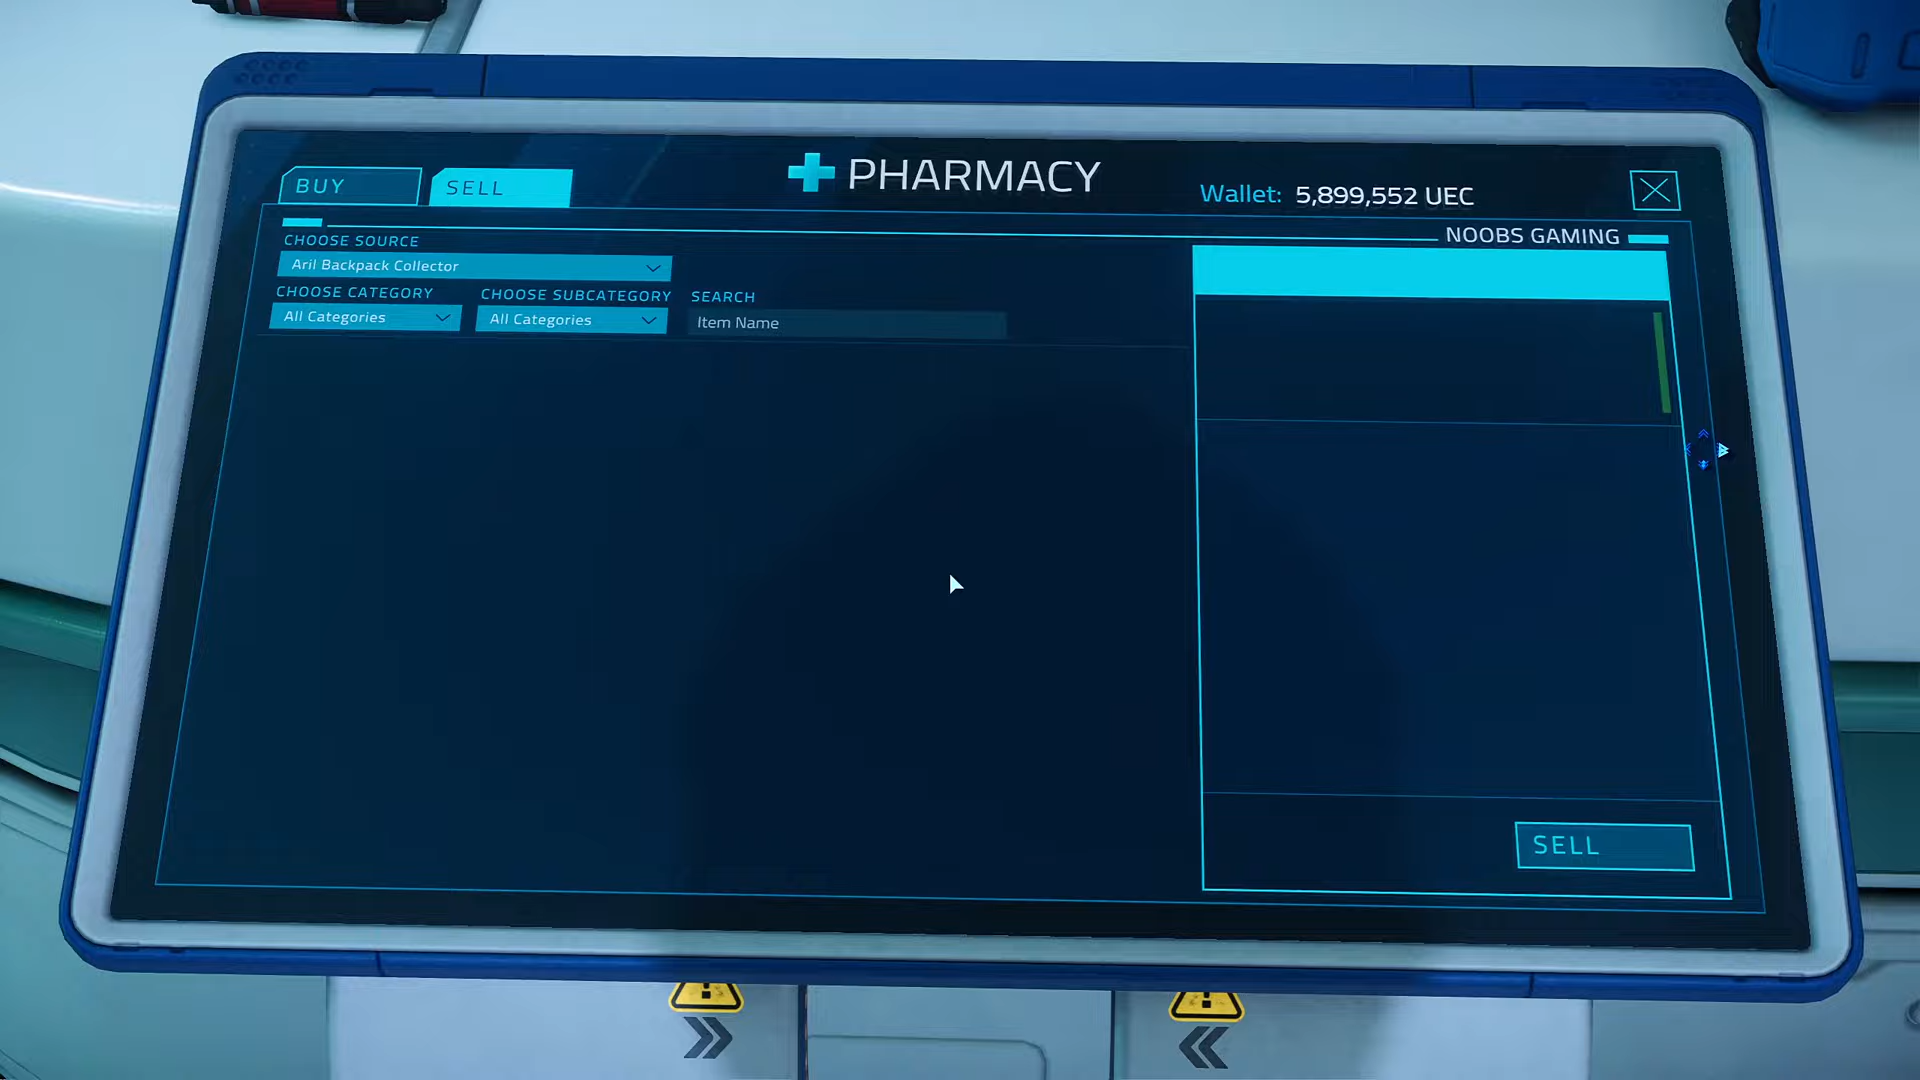 BUY
SELL
PHARMACY
Wallet: 5,899,552 UEC
NOOBS GAMING
CHOOSE SOURCE
Aril Backpack Collector
CHOOSE CATEGORY
CHOOSE SUBCATEGORY
SEARCH
All Categories
All Categories
Item Name
SELL